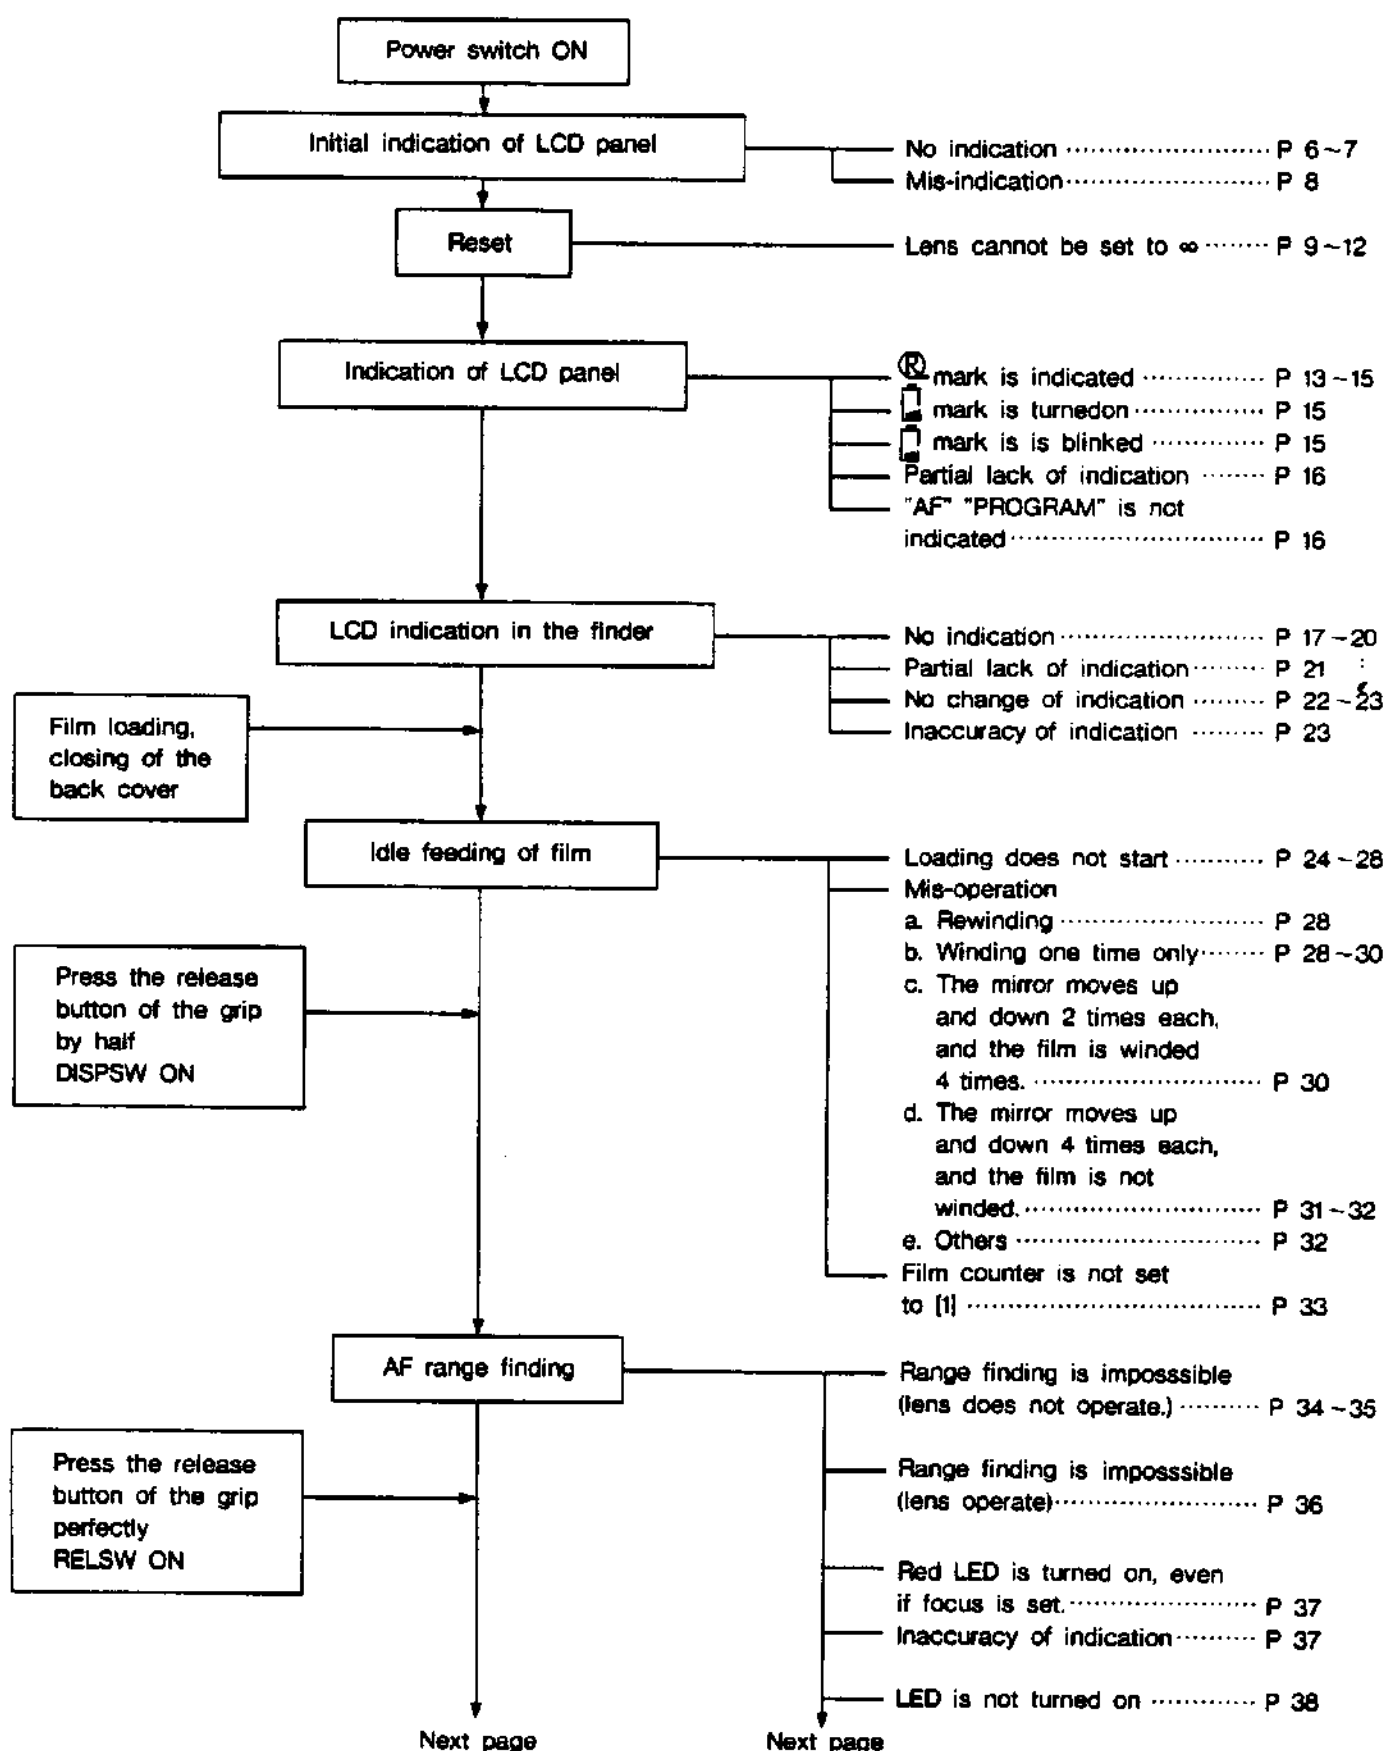 Power switch ON
Initial indication of LCD panel
No indication ························ P 6~7
Mis-indication ························ P 8
Reset
Lens cannot be set to ∞ ······· P 9~12
Indication of LCD panel
Ⓡ mark is indicated ············· P 13~15
mark is turnedon ·············· P 15
mark is is blinked ············ P 15
Partial lack of indication ······· P 16
"AF" "PROGRAM" is not
indicated ····························· P 16
LCD indication in the finder
No indication ························ P 17~20
Partial lack of indication ········ P 21
No change of indication ········ P 22~23
Inaccuracy of indication ········ P 23
Film loading,
closing of the
back cover
Idle feeding of film
Loading does not start ·········· P 24~28
Mis-operation
a. Rewinding ······················· P 28
b. Winding one time only ······· P 28~30
c. The mirror moves up
and down 2 times each,
and the film is winded
4 times. ·························· P 30
d. The mirror moves up
and down 4 times each,
and the film is not
winded. ··························· P 31~32
e. Others ···························· P 32
Film counter is not set
to [1] ································· P 33
Press the release
button of the grip
by half
DISPSW ON
AF range finding
Range finding is imposssible
(lens does not operate.) ········· P 34~35
Range finding is imposssible
(lens operate) ······················· P 36
Red LED is turned on, even
if focus is set. ····················· P 37
Inaccuracy of indication ········· P 37
LED is not turned on ············ P 38
Press the release
button of the grip
perfectly
RELSW ON
Next page
Next page